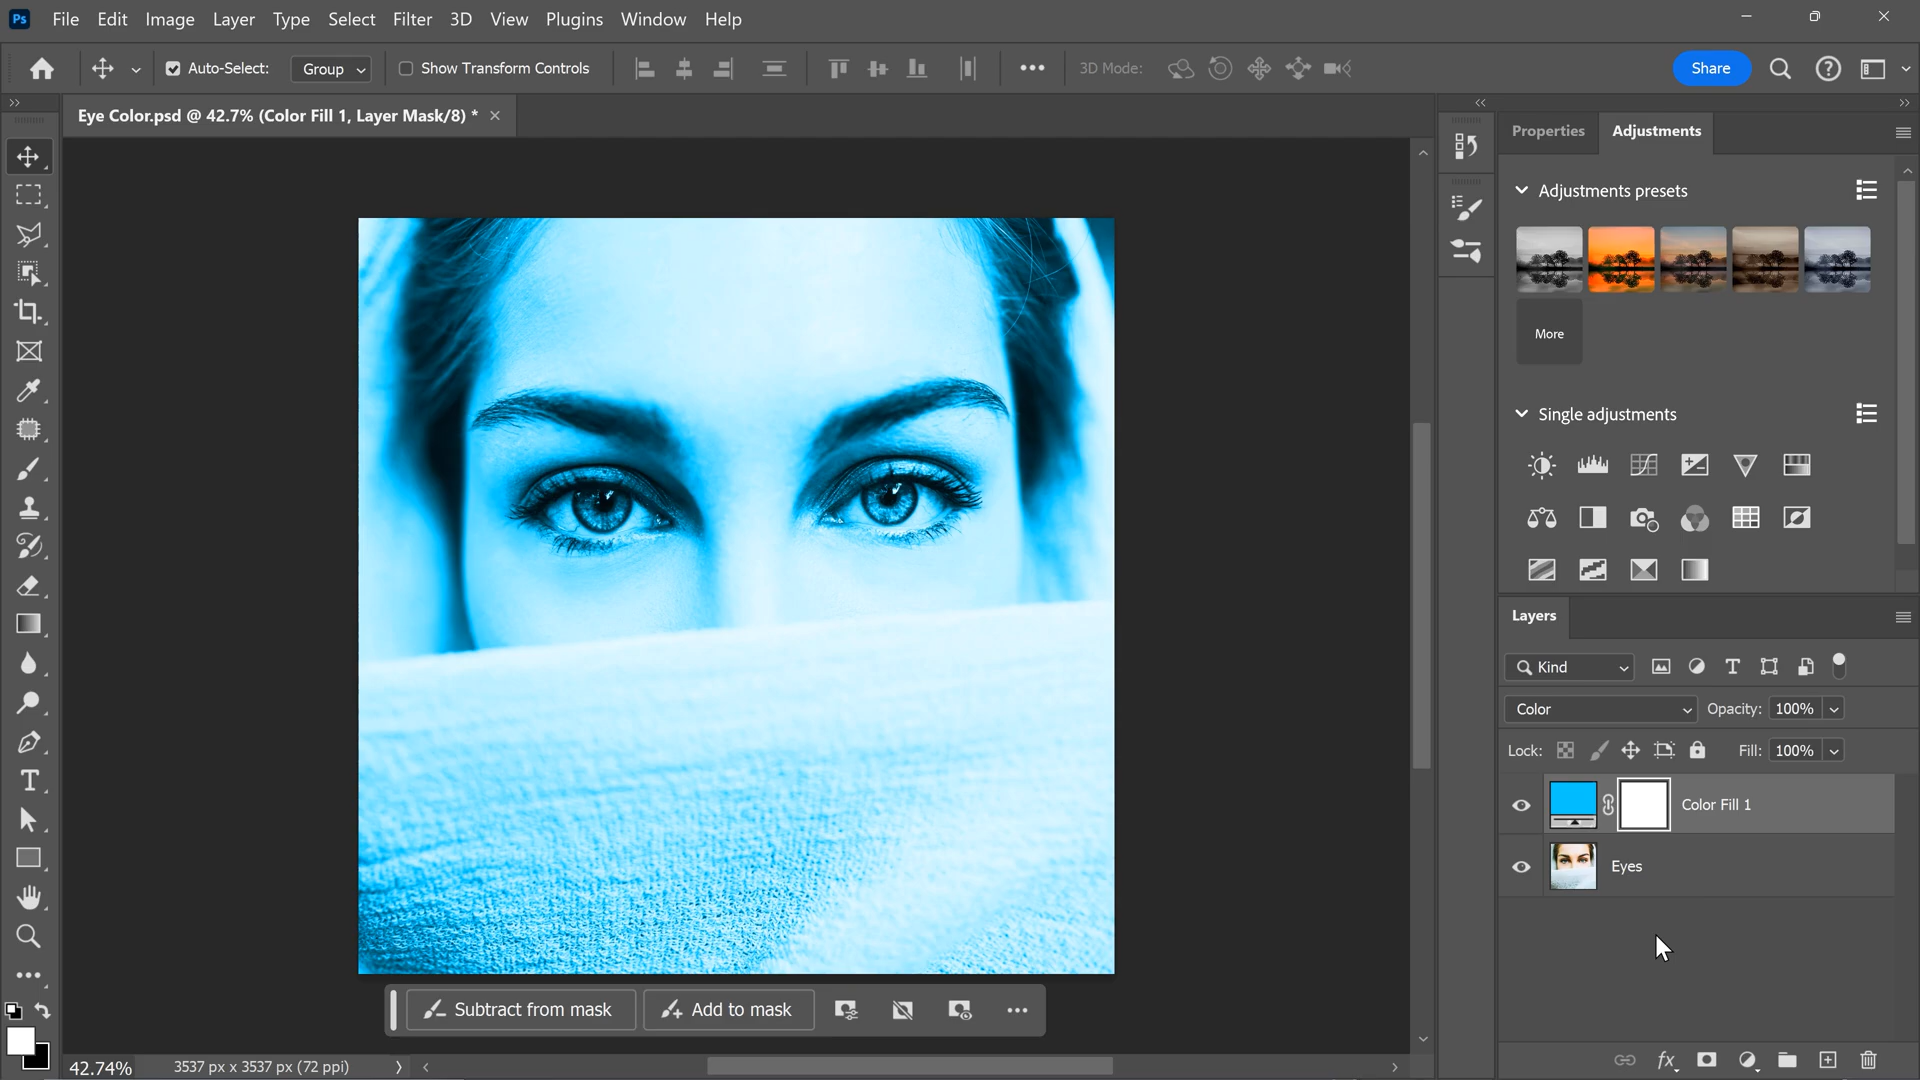 Ps File Edit Image Layer Type Select Filter 3D View Plugins Window Help
Auto-Select: Group Show Transform Controls 3D Mode: Share
Eye Color.psd @ 42.7% (Color Fill 1, Layer Mask/8) *
Properties Adjustments
Adjustments presets
More
Single adjustments
Layers
Kind
Color Opacity: 100%
Lock: Fill: 100%
Color Fill 1
Eyes
Subtract from mask Add to mask
fx
42.74% 3537 px x 3537 px (72 ppi)